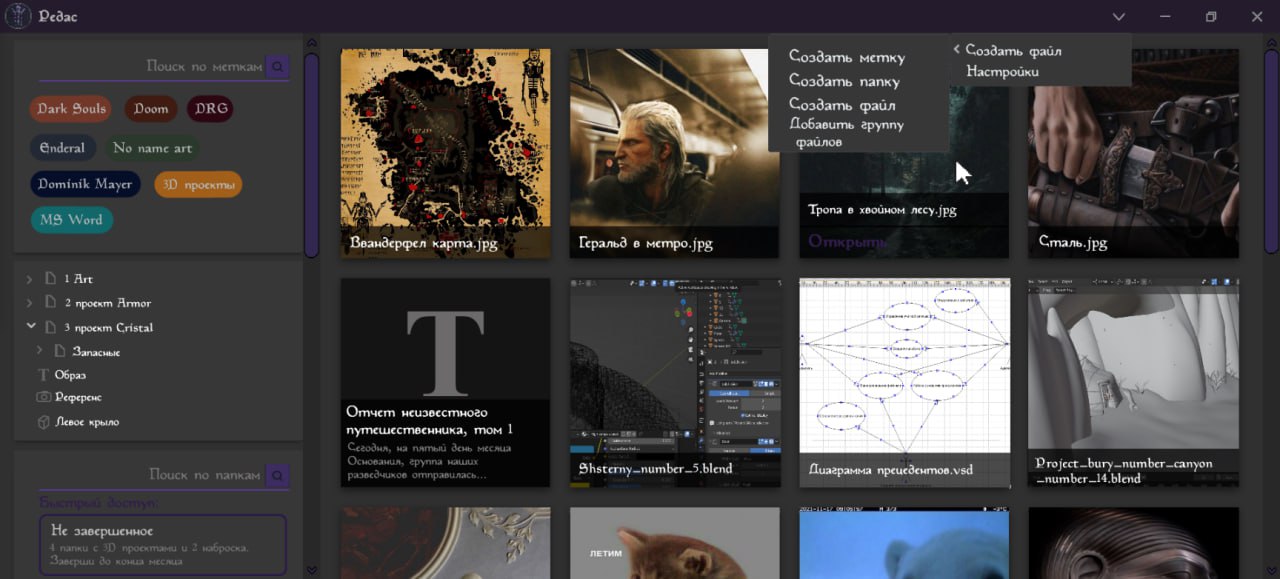 Редас
Поиск по меткам
Dark Souls
Doom
DRG
Enderal
No name art
Dominik Mayer
3D проекты
MS Word
1 Art
2 проект Armor
3 проект Cristal
Запасные
Образ
Референс
Левое крыло
Поиск по папкам
Быстрый доступ:
Не завершенное
4 папки с 3D проектами и 2 наброска.
Заверши до конца месяца
Создать метку
Создать папку
Создать файл
Добавить группу
файлов
Создать файл
Настройки
Ввандерфел карта.jpg
Геральд в метро.jpg
Тропа в хвойном лесу.jpg
Открыть
Сталь.jpg
T
Отчет неизвестного
путешественника, том 1
Сегодня, на пятый день месяца
Основания, группа наших
разведчиков отправилась...
Shsterny_number_5.blend
Диаграмма прецедентов.vsd
Project_bury_number_canyon
_number_14.blend
ЛЕТИМ